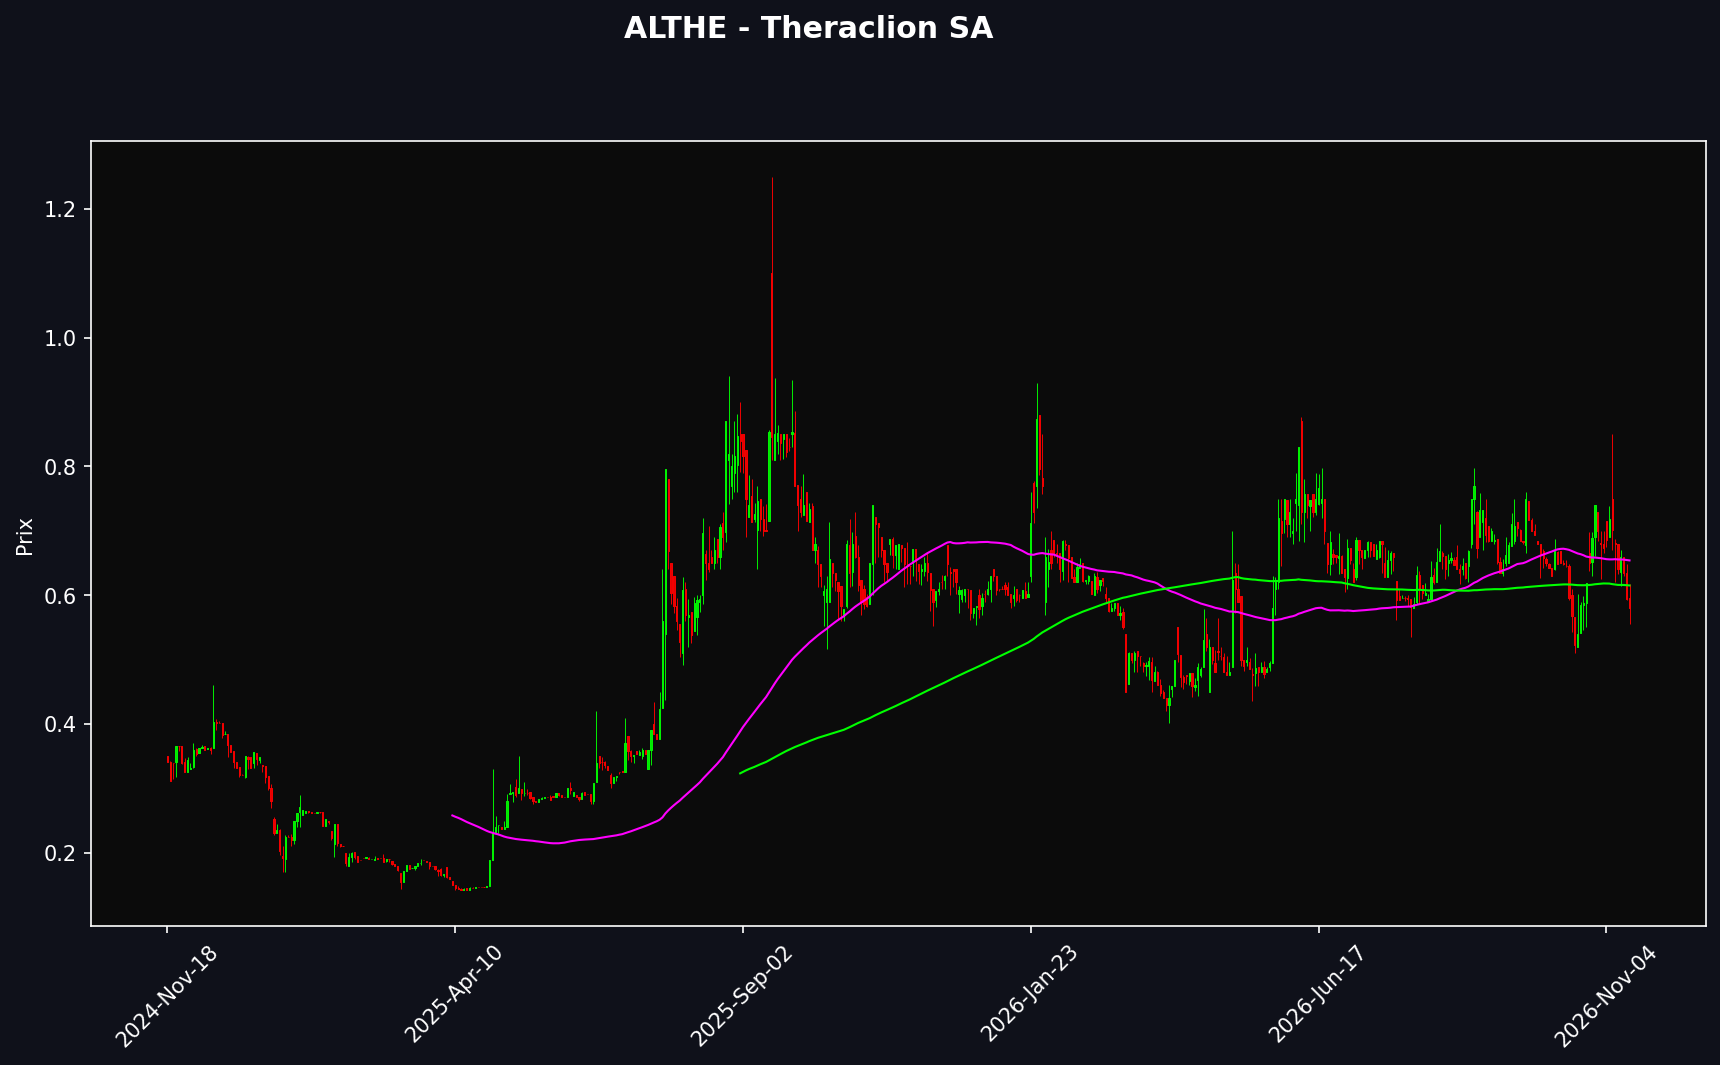 ALTHE - Theraclion SA
Prix
1.2
1.0
0.8
0.6
0.4
0.2
2024-Nov-18
2025-Apr-10
2025-Sep-02
2026-Jan-23
2026-Jun-17
2026-Nov-04